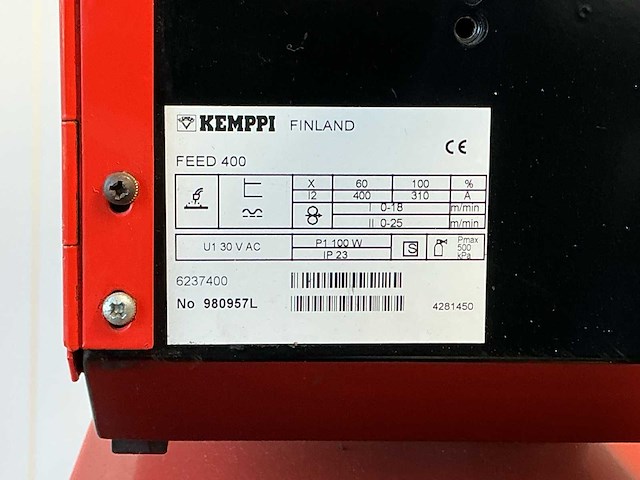 KEMPPI FINLAND
CE
FEED 400
X 60 100 %
I2 400 310 A
I 0-18 m/min
II 0-25 m/min
U1 30 V AC P1 100 W S Pmax
500
IP 23 kPa
6237400
No 980957L 4281450